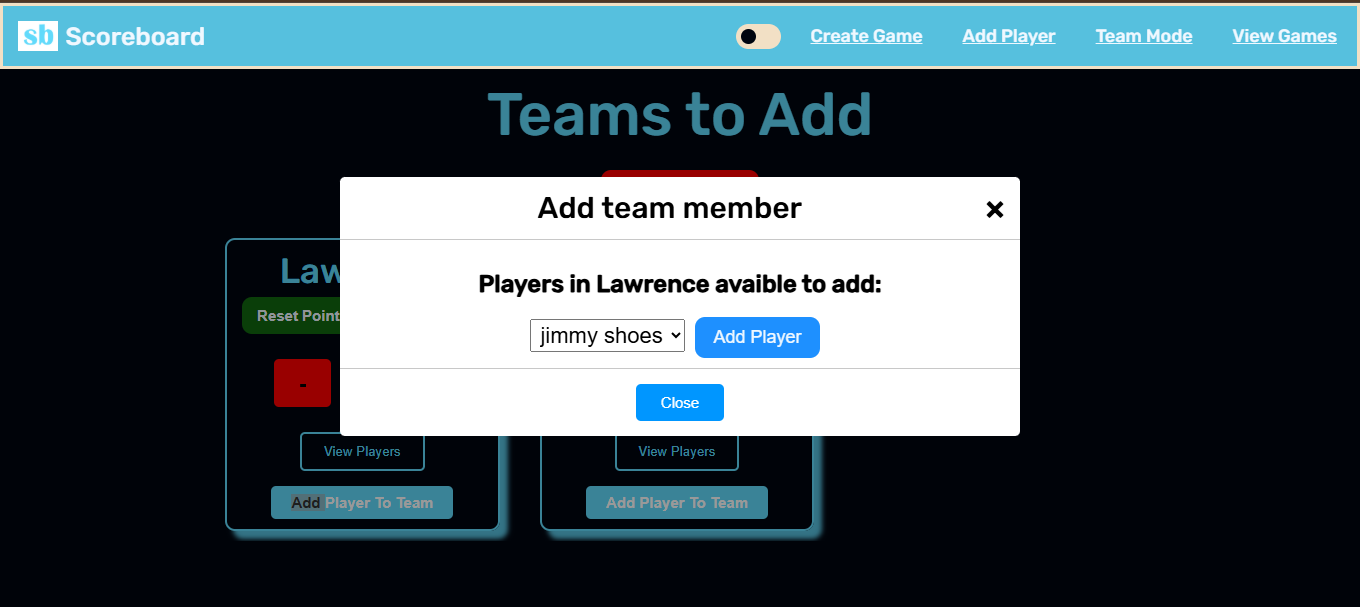 sb Scoreboard
Create Game Add Player Team Mode View Games
Teams to Add
Add team member ×
Law
Players in Lawrence avaible to add:
Reset Point
jimmy shoes Add Player
-
Close
View Players View Players
Add Player To Team Add Player To Team